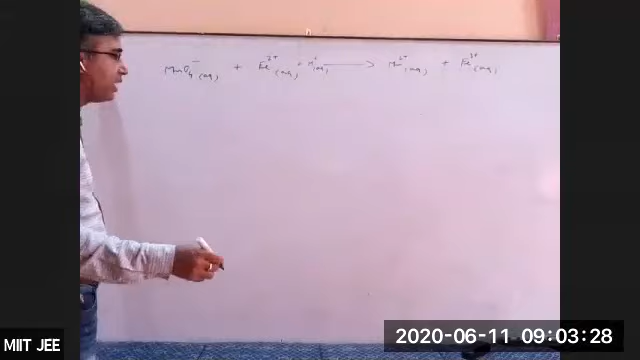 MnO₄⁻(aq) + Fe²⁺(aq) + H⁺(aq) ⟶ Mn²⁺(aq) + Fe³⁺(aq)
MIIT JEE
2020-06-11 09:03:28